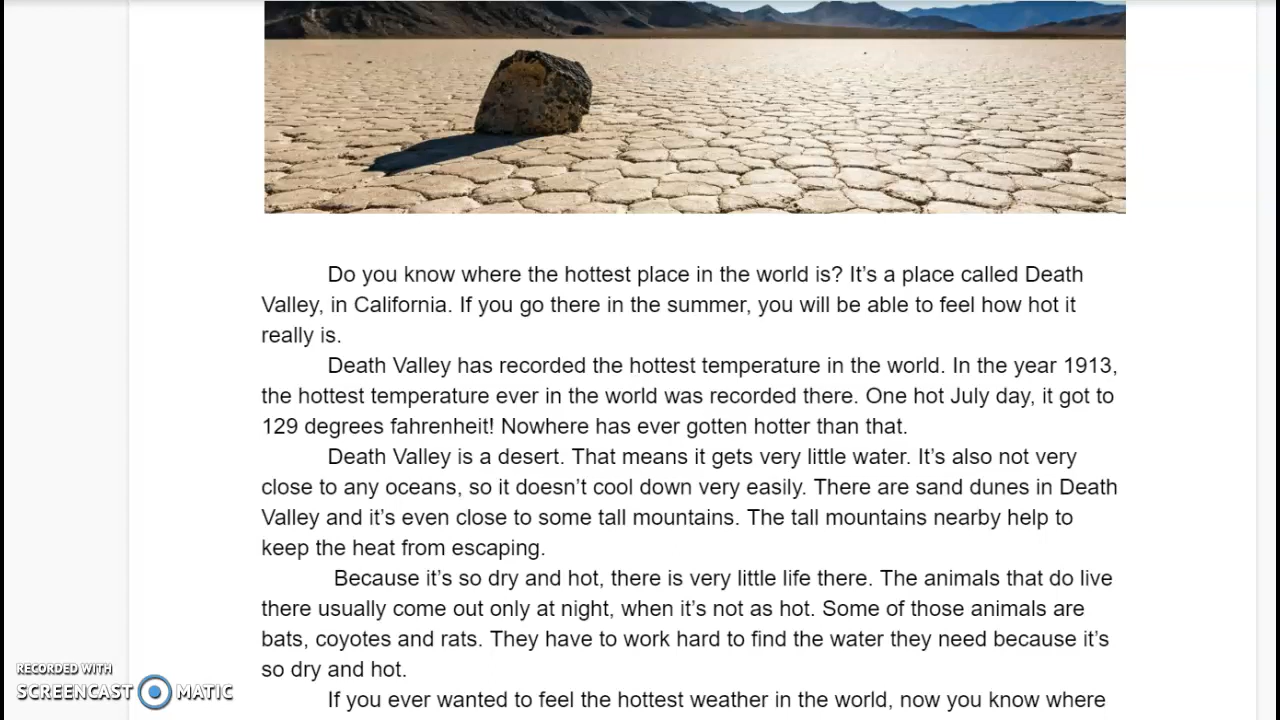 Do you know where the hottest place in the world is? It’s a place called Death
Valley, in California. If you go there in the summer, you will be able to feel how hot it
really is.
Death Valley has recorded the hottest temperature in the world. In the year 1913,
the hottest temperature ever in the world was recorded there. One hot July day, it got to
129 degrees fahrenheit! Nowhere has ever gotten hotter than that.
Death Valley is a desert. That means it gets very little water. It’s also not very
close to any oceans, so it doesn’t cool down very easily. There are sand dunes in Death
Valley and it’s even close to some tall mountains. The tall mountains nearby help to
keep the heat from escaping.
Because it’s so dry and hot, there is very little life there. The animals that do live
there usually come out only at night, when it’s not as hot. Some of those animals are
bats, coyotes and rats. They have to work hard to find the water they need because it’s
so dry and hot.
If you ever wanted to feel the hottest weather in the world, now you know where
RECORDED WITH
SCREENCAST MATIC